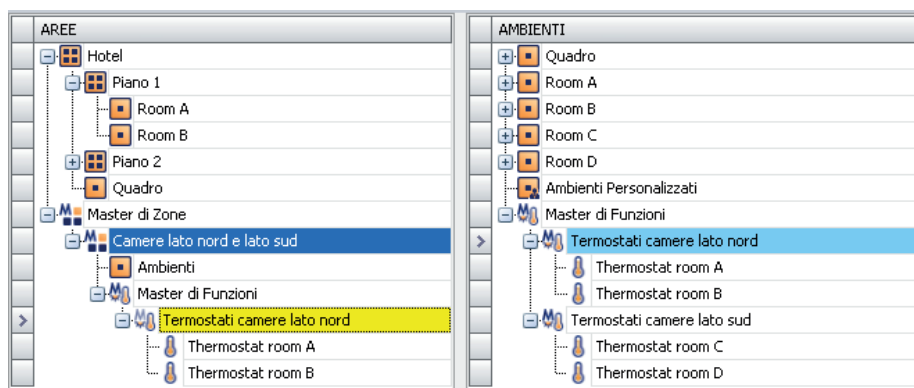 AREE
Hotel
Piano 1
Room A
Room B
Piano 2
Quadro
Master di Zone
Camere lato nord e lato sud
Ambienti
Master di Funzioni
Termostati camere lato nord
Thermostat room A
Thermostat room B
AMBIENTI
Quadro
Room A
Room B
Room C
Room D
Ambienti Personalizzati
Master di Funzioni
Termostati camere lato nord
Thermostat room A
Thermostat room B
Termostati camere lato sud
Thermostat room C
Thermostat room D